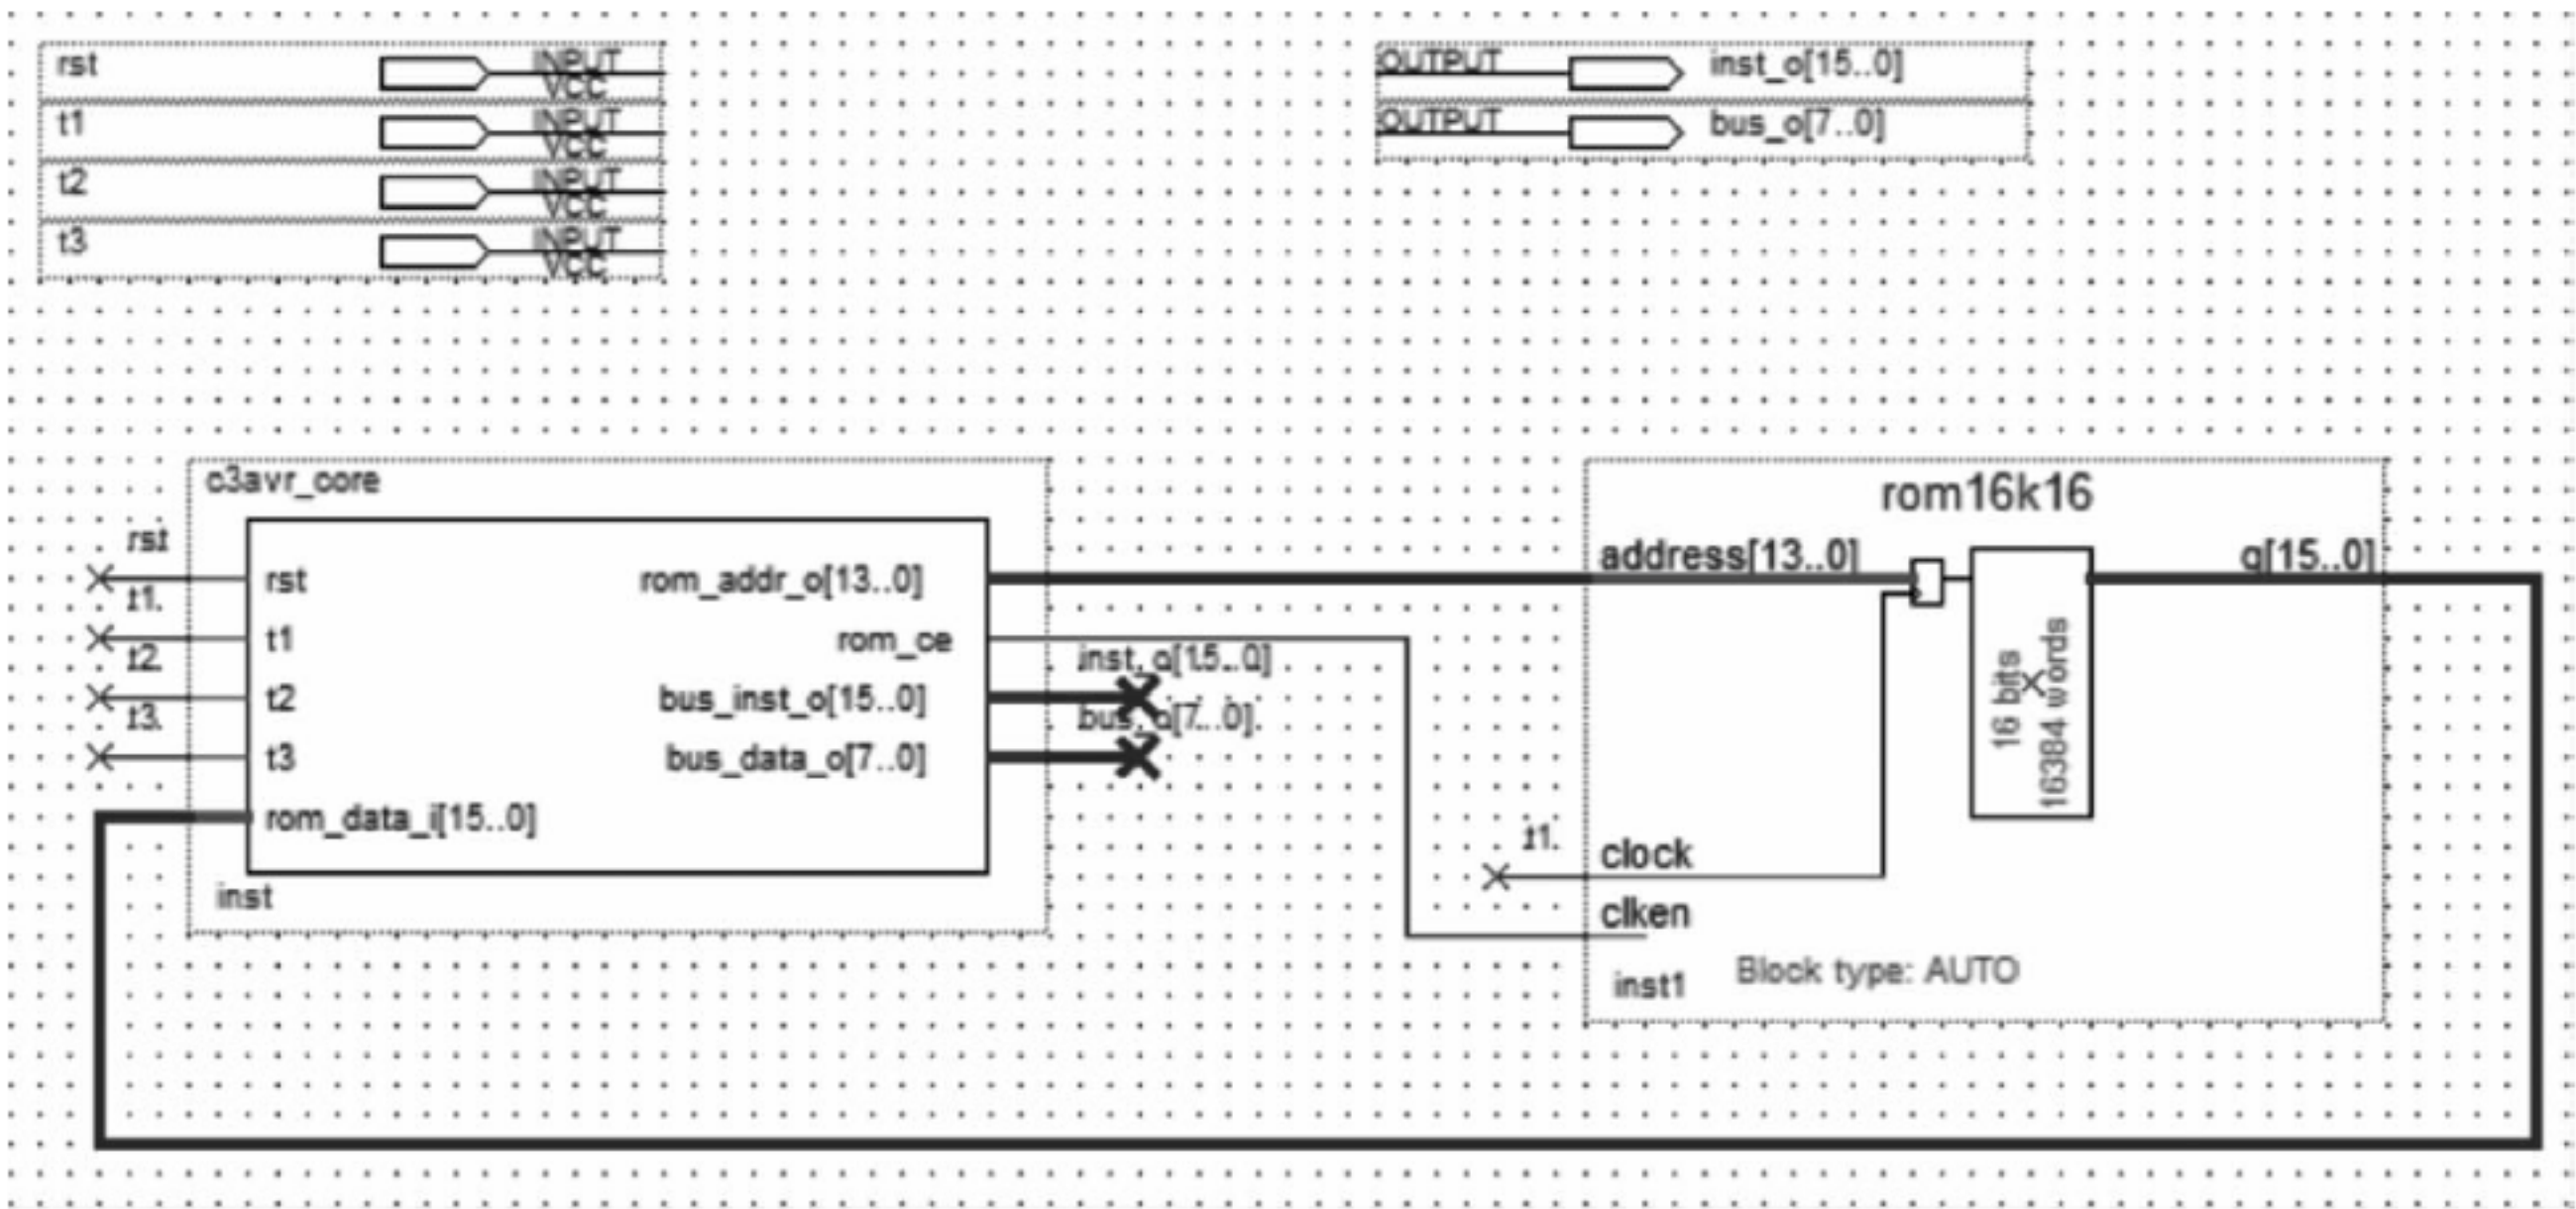 rst INPUT VCC
t1 INPUT VCC
t2 INPUT VCC
t3 INPUT VCC
OUTPUT inst_o[15..0]
OUTPUT bus_o[7..0]
c3avr_core
rst
t1
t2
t3
rst
t1
t2
t3
rom_data_i[15..0]
rom_addr_o[13..0]
rom_ce
bus_inst_o[15..0]
bus_data_o[7..0]
inst
inst_o[15..0]
bus_o[7..0]
rom16k16
address[13..0]
q[15..0]
16 bits
16384 words
t1
clock
clken
inst1
Block type: AUTO